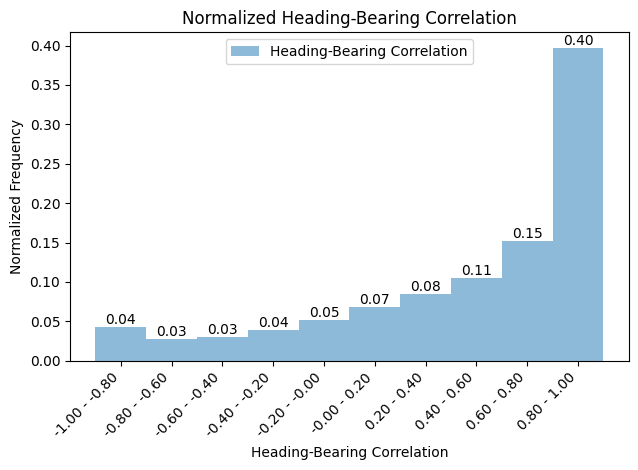 Normalized Heading-Bearing Correlation
Heading-Bearing Correlation
Normalized Frequency
0.40
0.35
0.30
0.25
0.20
0.15
0.10
0.05
0.00
0.04
0.03
0.03
0.04
0.05
0.07
0.08
0.11
0.15
0.40
-1.00 - -0.80
-0.80 - -0.60
-0.60 - -0.40
-0.40 - -0.20
-0.20 - -0.00
-0.00 - 0.20
0.20 - 0.40
0.40 - 0.60
0.60 - 0.80
0.80 - 1.00
Heading-Bearing Correlation